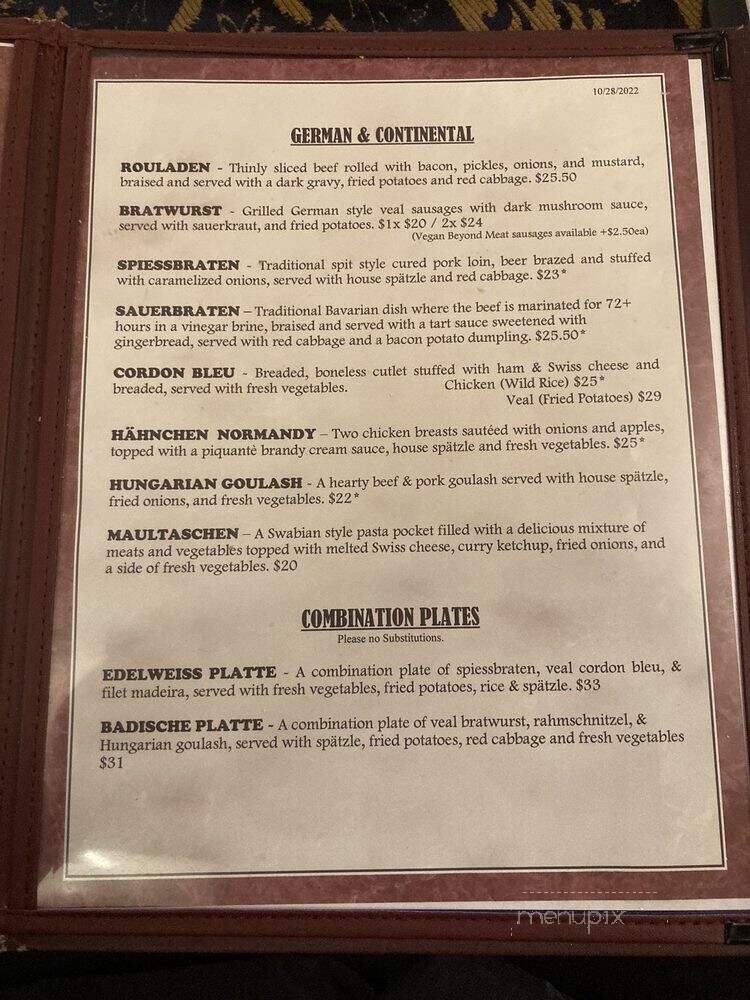 10/28/2022
GERMAN & CONTINENTAL
ROULADEN - Thinly sliced beef rolled with bacon, pickles, onions, and mustard,
braised and served with a dark gravy, fried potatoes and red cabbage. $25.50
BRATWURST - Grilled German style veal sausages with dark mushroom sauce,
served with sauerkraut, and fried potatoes. $1x $20 / 2x $24
(Vegan Beyond Meat sausages available +$2.50ea)
SPIESSBRATEN - Traditional spit style cured pork loin, beer brazed and stuffed
with caramelized onions, served with house spätzle and red cabbage. $23*
SAUERBRATEN – Traditional Bavarian dish where the beef is marinated for 72+
hours in a vinegar brine, braised and served with a tart sauce sweetened with
gingerbread, served with red cabbage and a bacon potato dumpling. $25.50*
CORDON BLEU - Breaded, boneless cutlet stuffed with ham & Swiss cheese and
breaded, served with fresh vegetables. Chicken (Wild Rice) $25*
Veal (Fried Potatoes) $29
HÄHNCHEN NORMANDY – Two chicken breasts sautéed with onions and apples,
topped with a piquantè brandy cream sauce, house spätzle and fresh vegetables. $25*
HUNGARIAN GOULASH - A hearty beef & pork goulash served with house spätzle,
fried onions, and fresh vegetables. $22*
MAULTASCHEN – A Swabian style pasta pocket filled with a delicious mixture of
meats and vegetables topped with melted Swiss cheese, curry ketchup, fried onions, and
a side of fresh vegetables. $20
COMBINATION PLATES
Please no Substitutions.
EDELWEISS PLATTE - A combination plate of spiessbraten, veal cordon bleu, &
filet madeira, served with fresh vegetables, fried potatoes, rice & spätzle. $33
BADISCHE PLATTE - A combination plate of veal bratwurst, rahmschnitzel, &
Hungarian goulash, served with spätzle, fried potatoes, red cabbage and fresh vegetables
$31
menupix